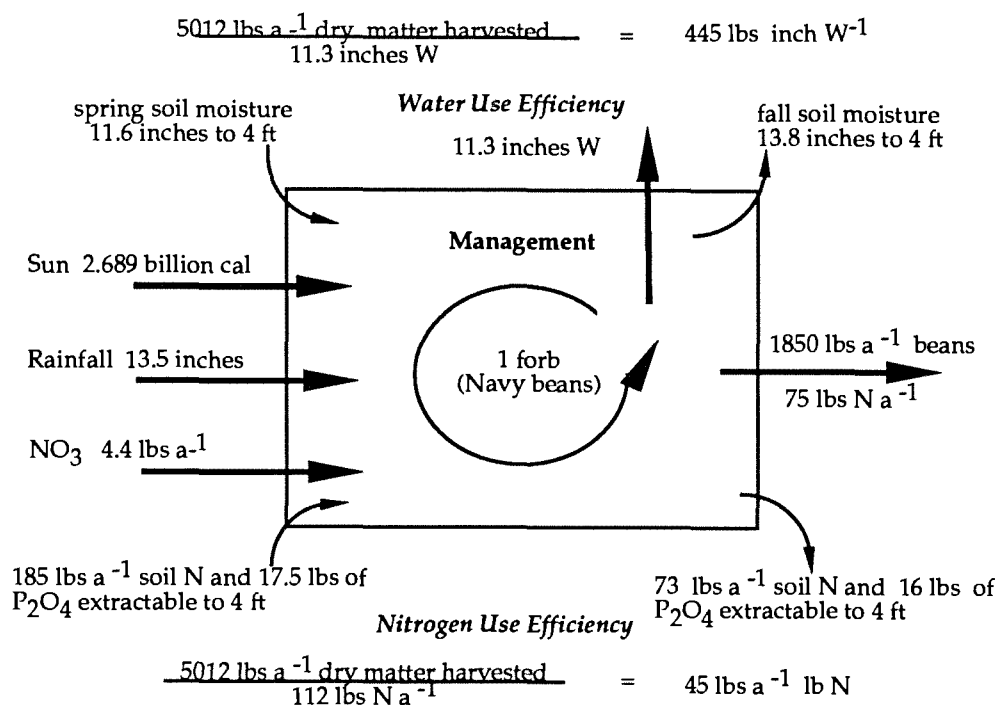 5012 lbs a -1 dry matter harvested = 445 lbs inch W-1
11.3 inches W
Water Use Efficiency
spring soil moisture
11.6 inches to 4 ft
11.3 inches W
fall soil moisture
13.8 inches to 4 ft
Management
Sun 2.689 billion cal
Rainfall 13.5 inches
1 forb
(Navy beans)
1850 lbs a -1 beans
75 lbs N a -1
NO3 4.4 lbs a-1
185 lbs a -1 soil N and 17.5 lbs of
P2O4 extractable to 4 ft
73 lbs a-1 soil N and 16 lbs of
P2O4 extractable to 4 ft
Nitrogen Use Efficiency
5012 lbs a -1 dry matter harvested = 45 lbs a -1 lb N
112 lbs N a -1